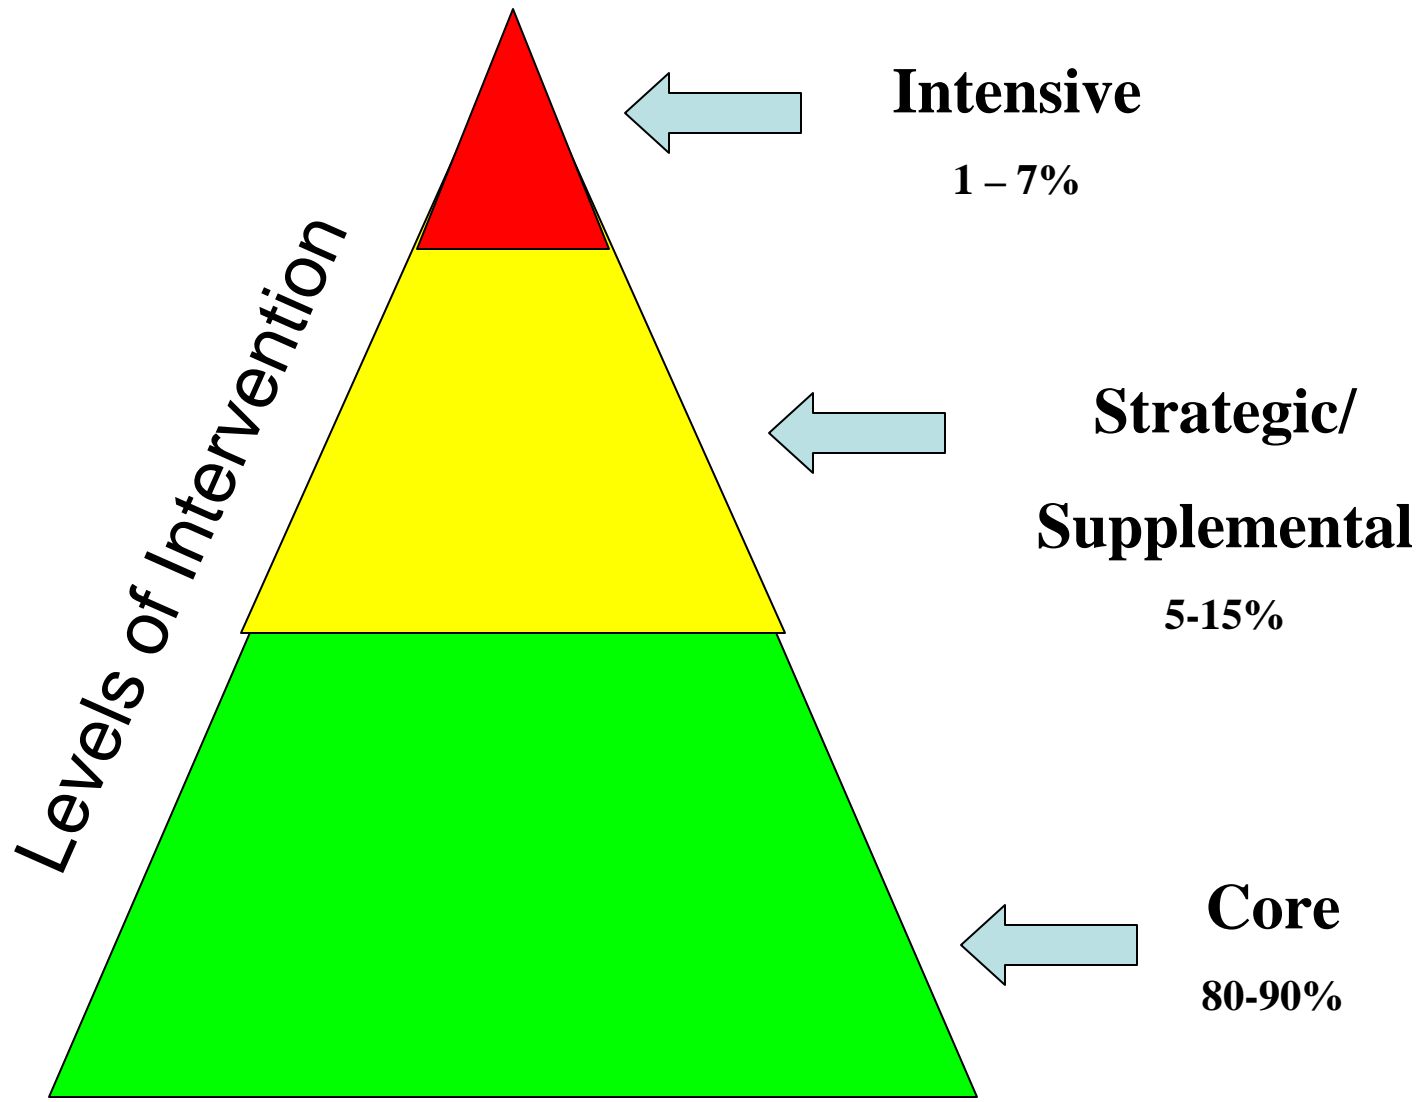 Intensive
1 – 7%
Levels of Intervention
Strategic/
Supplemental
5-15%
Core
80-90%